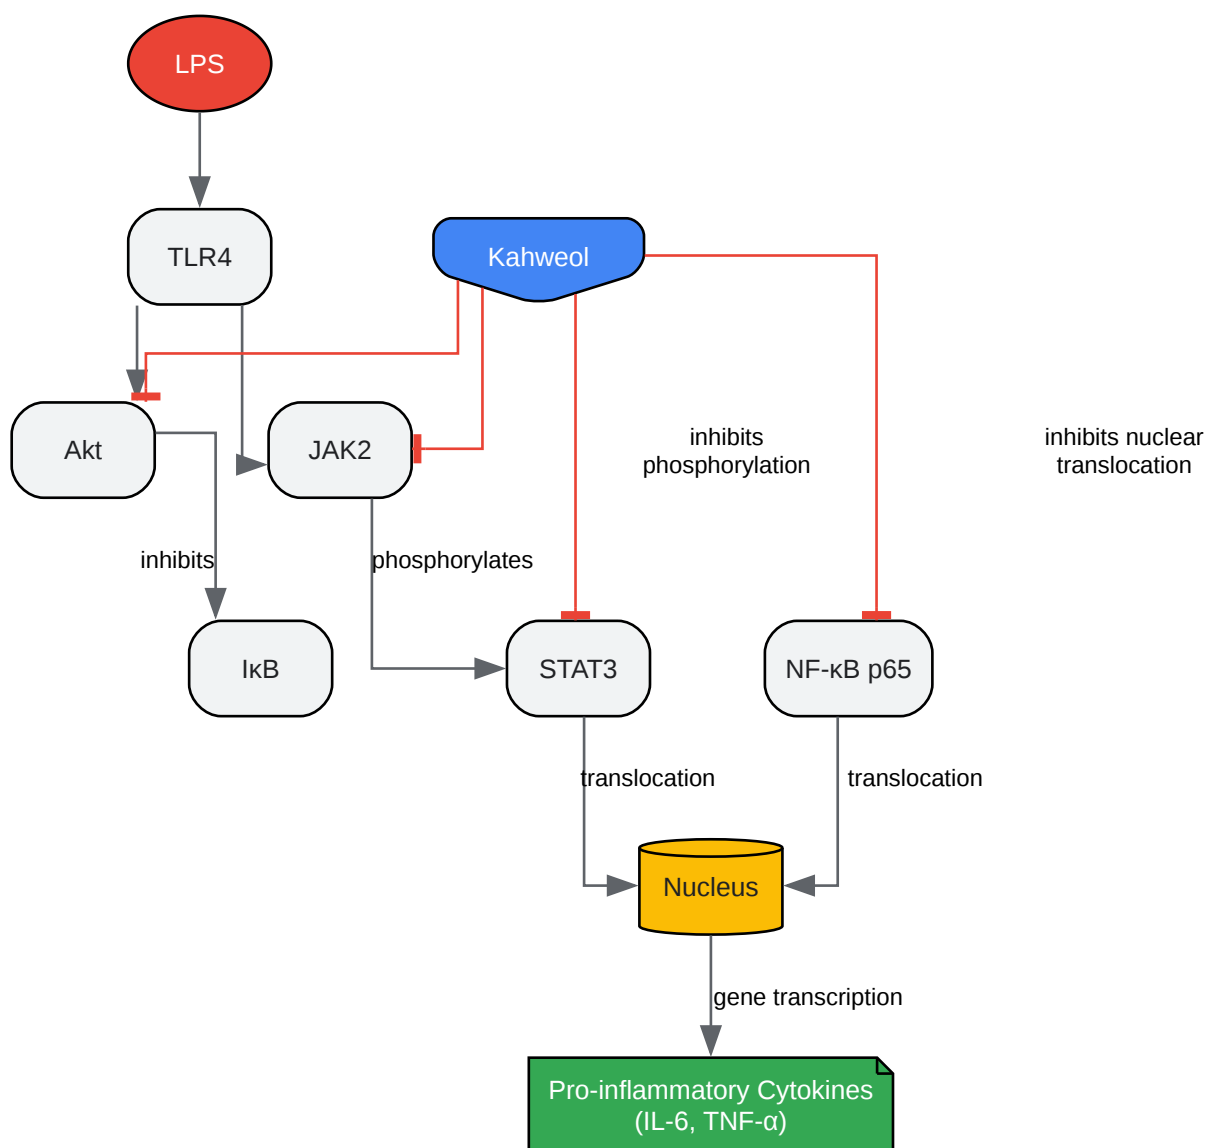 LPS
TLR4
Kahweol
Akt
JAK2
inhibits
phosphorylation
inhibits nuclear
translocation
inhibits
phosphorylates
IκB
STAT3
NF-κB p65
translocation
translocation
Nucleus
gene transcription
Pro-inflammatory Cytokines
(IL-6, TNF-α)